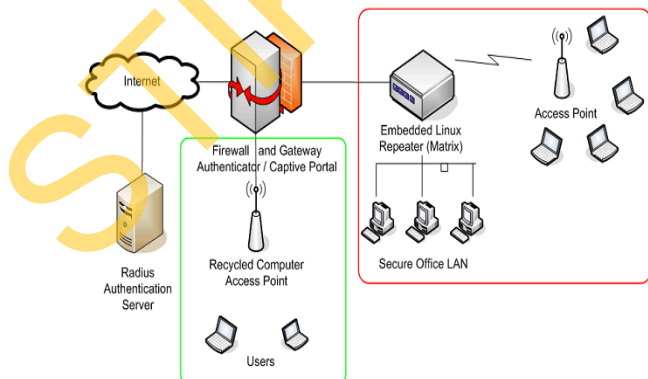 Internet
Firewall and Gateway
Authenticator / Captive Portal
Embedded Linux
Repeater (Matrix)
Access Point
Radius
Authentication
Server
Recycled Computer
Access Point
Users
Secure Office LAN